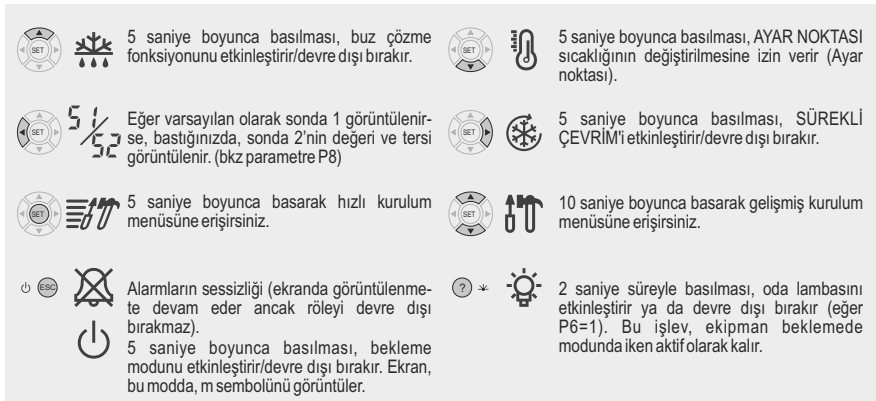 SET
5 saniye boyunca basılması, buz çözme
fonksiyonunu etkinleştirir/devre dışı bırakır.
SET
5 saniye boyunca basılması, AYAR NOKTASI
sıcaklığının değiştirilmesine izin verir (Ayar
noktası).
SET
S1/S2
Eğer varsayılan olarak sonda 1 görüntülenir-
se, bastığınızda, sonda 2'nin değeri ve tersi
görüntülenir. (bkz parametre P8)
SET
5 saniye boyunca basılması, SÜREKLİ
ÇEVRİM'i etkinleştirir/devre dışı bırakır.
SET
5 saniye boyunca basarak hızlı kurulum
menüsüne erişirsiniz.
SET
10 saniye boyunca basarak gelişmiş kurulum
menüsüne erişirsiniz.
ESC
Alarmların sessizliği (ekranda görüntülenme-
te devam eder ancak röleyi devre dışı
bırakmaz).
5 saniye boyunca basılması, bekleme
modunu etkinleştirir/devre dışı bırakır. Ekran,
bu modda, m sembolünü görüntüler.
?
2 saniye süreyle basılması, oda lambasını
etkinleştirir ya da devre dışı bırakır (eğer
P6=1). Bu işlev, ekipman beklemede
modunda iken aktif olarak kalır.